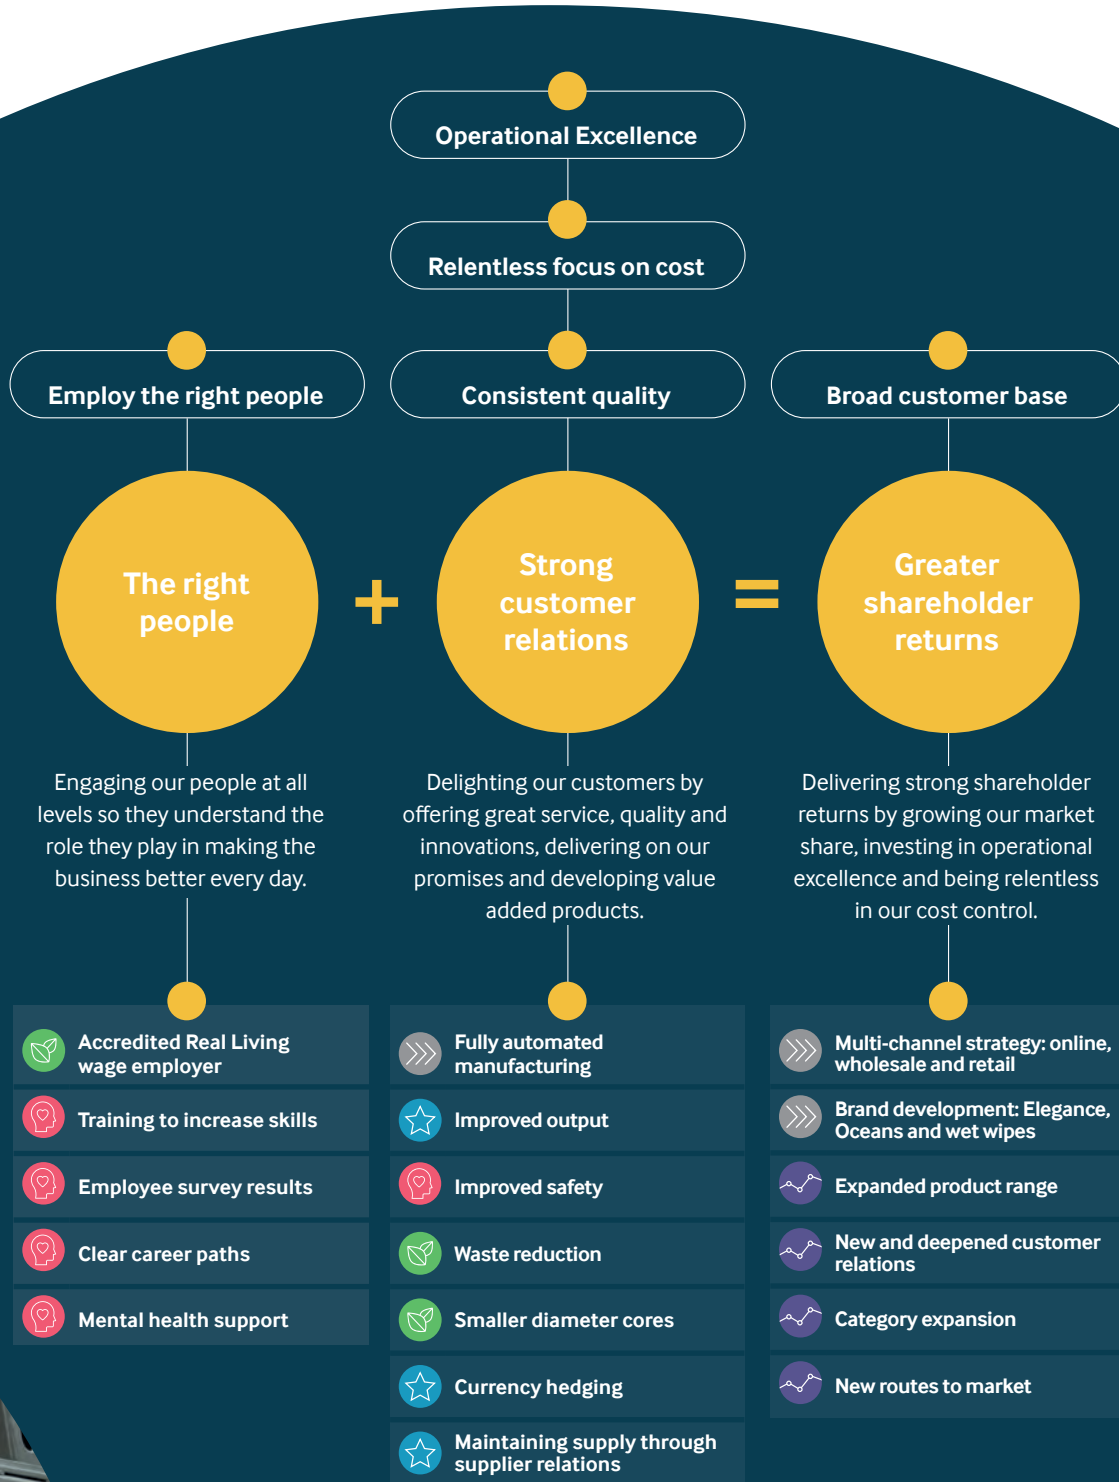 Operational Excellence
Relentless focus on cost
Employ the right people
Consistent quality
Broad customer base
The right
people
+
Strong
customer
relations
=
Greater
shareholder
returns
Engaging our people at all
levels so they understand the
role they play in making the
business better every day.
Delighting our customers by
offering great service, quality and
innovations, delivering on our
promises and developing value
added products.
Delivering strong shareholder
returns by growing our market
share, investing in operational
excellence and being relentless
in our cost control.
Accredited Real Living
wage employer
Training to increase skills
Employee survey results
Clear career paths
Mental health support
Fully automated
manufacturing
Improved output
Improved safety
Waste reduction
Smaller diameter cores
Currency hedging
Maintaining supply through
supplier relations
Multi-channel strategy: online,
wholesale and retail
Brand development: Elegance,
Oceans and wet wipes
Expanded product range
New and deepened customer
relations
Category expansion
New routes to market